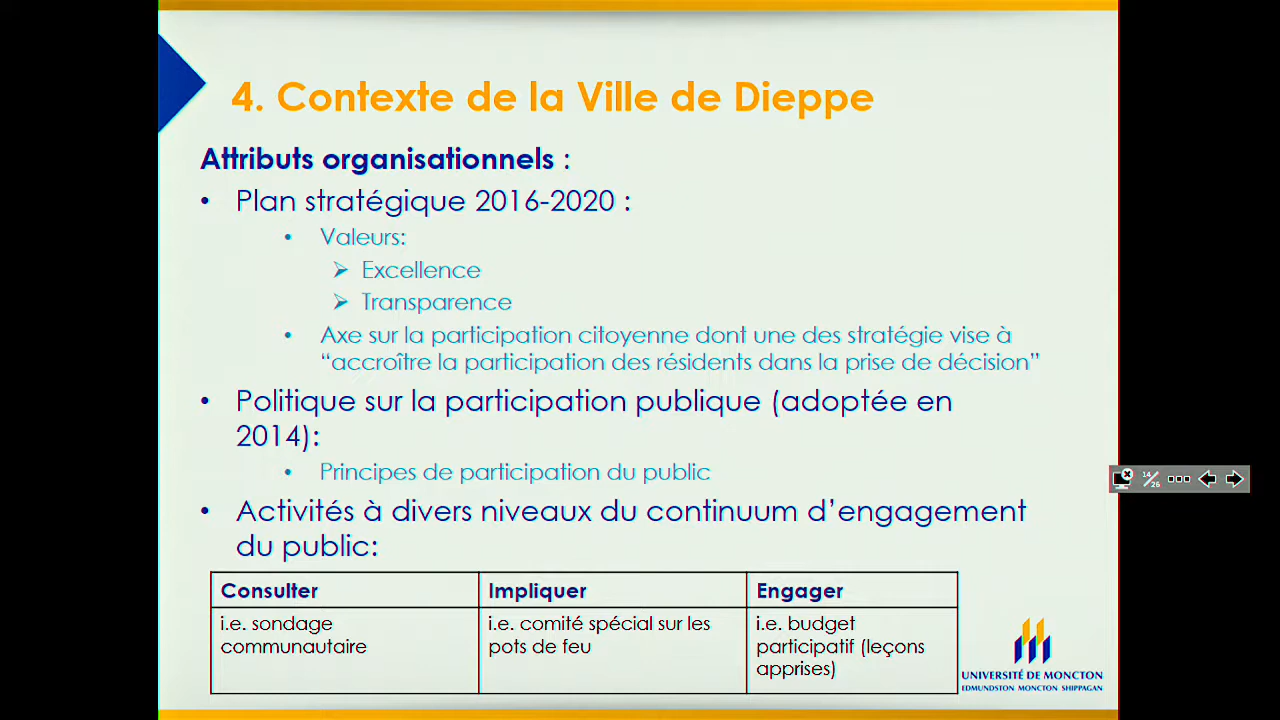 4. Contexte de la Ville de Dieppe
Attributs organisationnels :
• Plan stratégique 2016-2020 :
• Valeurs:
➢ Excellence
➢ Transparence
• Axe sur la participation citoyenne dont une des stratégie vise à
“accroître la participation des résidents dans la prise de décision”
• Politique sur la participation publique (adoptée en
2014):
• Principes de participation du public
14/26
• Activités à divers niveaux du continuum d’engagement
du public:
Consulter Impliquer Engager
i.e. sondage i.e. comité spécial sur les i.e. budget
communautaire pots de feu participatif (leçons
apprises)
UNIVERSITÉ DE MONCTON
EDMUNDSTON MONCTON SHIPPAGAN